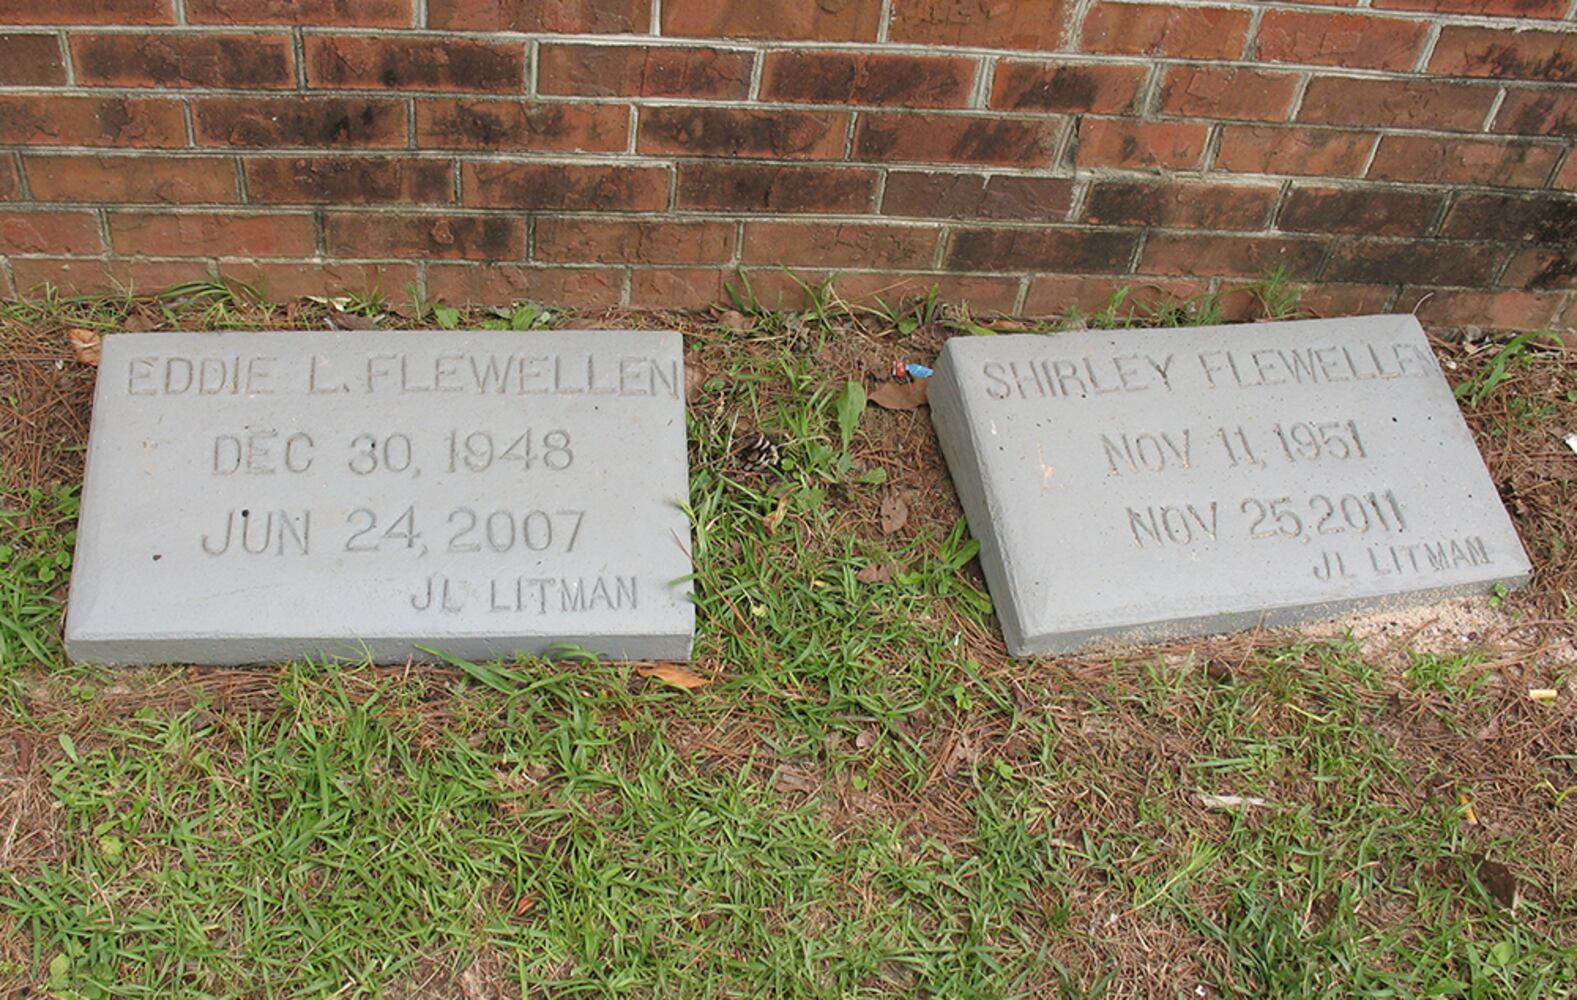 EDDIE L. FLEWELLEN
DEC 30, 1948
JUN 24, 2007
JL LITMAN
SHIRLEY FLEWELLEN
NOV 11, 1951
NOV 25, 2011
JL LITMAN